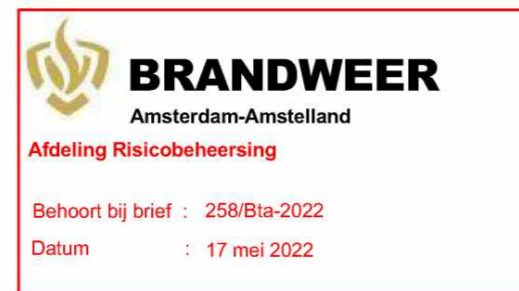 BRANDWEER
Amsterdam-Amstelland
Afdeling Risicobeheersing
Behoort bij brief : 258/Bta-2022
Datum : 17 mei 2022